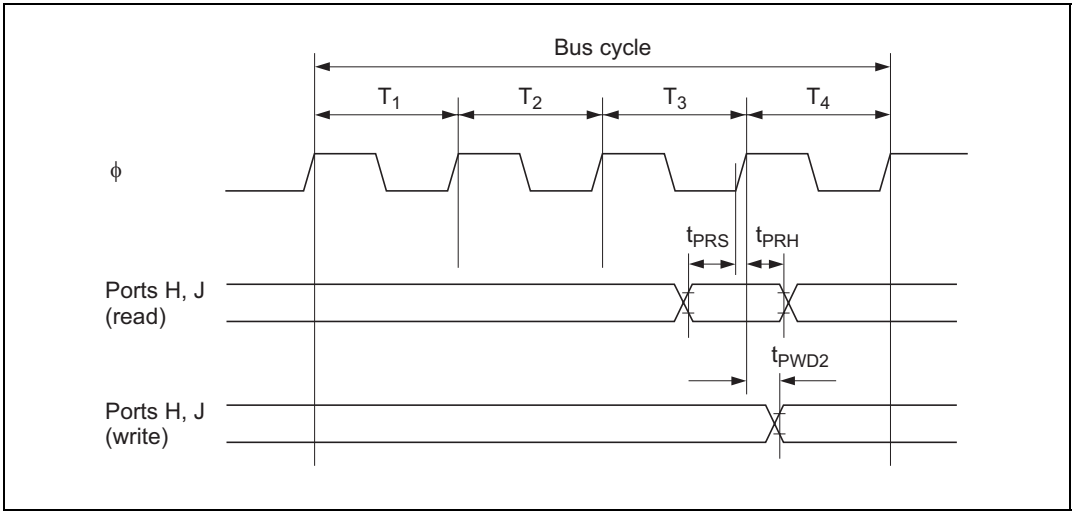 Bus cycle
T1 T2 T3 T4
ϕ
tPRS tPRH
Ports H, J
(read)
tPWD2
Ports H, J
(write)